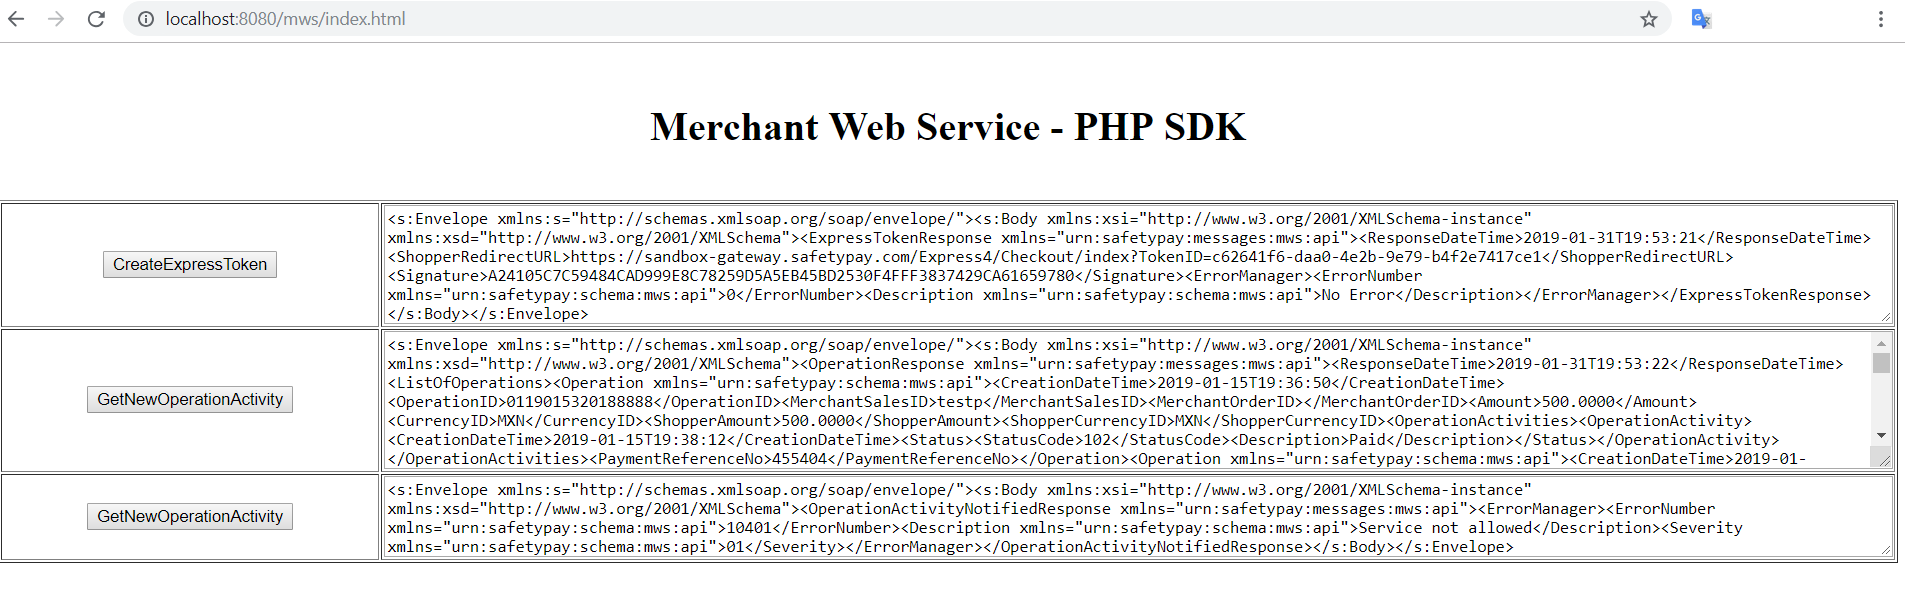 localhost:8080/mws/index.html
Merchant Web Service - PHP SDK
CreateExpressToken
<s:Envelope xmlns:s="http://schemas.xmlsoap.org/soap/envelope/"><s:Body xmlns:xsi="http://www.w3.org/2001/XMLSchema-instance"
xmlns:xsd="http://www.w3.org/2001/XMLSchema"><ExpressTokenResponse xmlns="urn:safetypay:messages:mws:api"><ResponseDateTime>2019-01-31T19:53:21</ResponseDateTime>
<ShopperRedirectURL>https://sandbox-gateway.safetypay.com/Express4/Checkout/index?TokenID=c62641f6-daa0-4e2b-9e79-b4f2e7417ce1</ShopperRedirectURL>
<Signature>A24105C7C59484CAD999E8C78259D5A5EB45BD2530F4FFF3837429CA61659780</Signature><ErrorManager><ErrorNumber
xmlns="urn:safetypay:schema:mws:api">0</ErrorNumber><Description xmlns="urn:safetypay:schema:mws:api">No Error</Description></ErrorManager></ExpressTokenResponse>
</s:Body></s:Envelope>
GetNewOperationActivity
<s:Envelope xmlns:s="http://schemas.xmlsoap.org/soap/envelope/"><s:Body xmlns:xsi="http://www.w3.org/2001/XMLSchema-instance"
xmlns:xsd="http://www.w3.org/2001/XMLSchema"><OperationResponse xmlns="urn:safetypay:messages:mws:api"><ResponseDateTime>2019-01-31T19:53:22</ResponseDateTime>
<ListOfOperations><Operation xmlns="urn:safetypay:schema:mws:api"><CreationDateTime>2019-01-15T19:36:50</CreationDateTime>
<OperationID>0119015320188888</OperationID><MerchantSalesID>testp</MerchantSalesID><MerchantOrderID></MerchantOrderID><Amount>500.0000</Amount>
<CurrencyID>MXN</CurrencyID><ShopperAmount>500.0000</ShopperAmount><ShopperCurrencyID>MXN</ShopperCurrencyID><OperationActivities><OperationActivity>
<CreationDateTime>2019-01-15T19:38:12</CreationDateTime><Status><StatusCode>102</StatusCode><Description>Paid</Description></Status></OperationActivity>
</OperationActivities><PaymentReferenceNo>455404</PaymentReferenceNo></Operation><Operation xmlns="urn:safetypay:schema:mws:api"><CreationDateTime>2019-01-
GetNewOperationActivity
<s:Envelope xmlns:s="http://schemas.xmlsoap.org/soap/envelope/"><s:Body xmlns:xsi="http://www.w3.org/2001/XMLSchema-instance"
xmlns:xsd="http://www.w3.org/2001/XMLSchema"><OperationActivityNotifiedResponse xmlns="urn:safetypay:messages:mws:api"><ErrorManager><ErrorNumber
xmlns="urn:safetypay:schema:mws:api">10401</ErrorNumber><Description xmlns="urn:safetypay:schema:mws:api">Service not allowed</Description><Severity
xmlns="urn:safetypay:schema:mws:api">01</Severity></ErrorManager></OperationActivityNotifiedResponse></s:Body></s:Envelope>